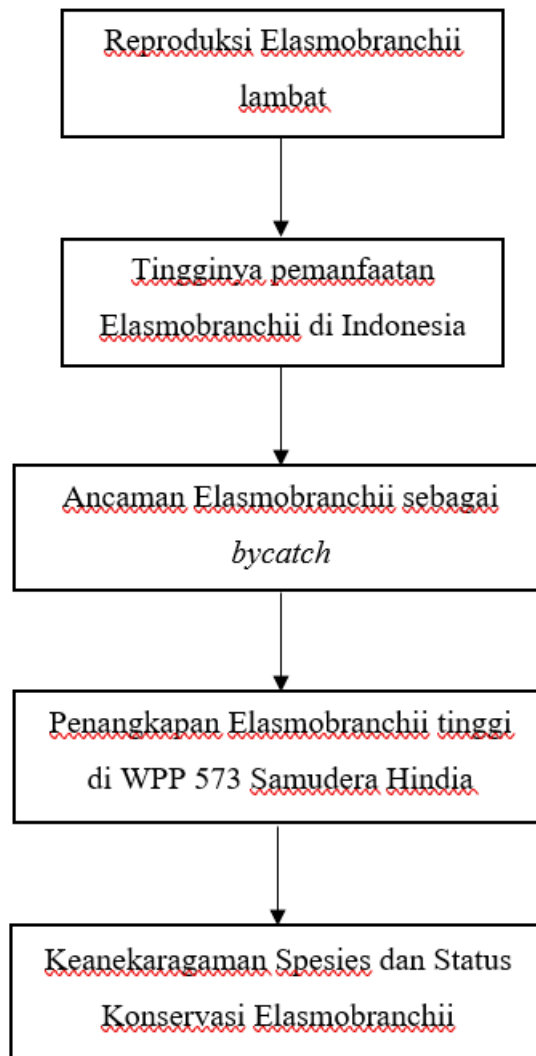 Reproduksi Elasmobranchii
lambat
Tingginya pemanfaatan
Elasmobranchii di Indonesia
Ancaman Elasmobranchii sebagai
bycatch
Penangkapan Elasmobranchii tinggi
di WPP 573 Samudera Hindia
Keanekaragaman Spesies dan Status
Konservasi Elasmobranchii